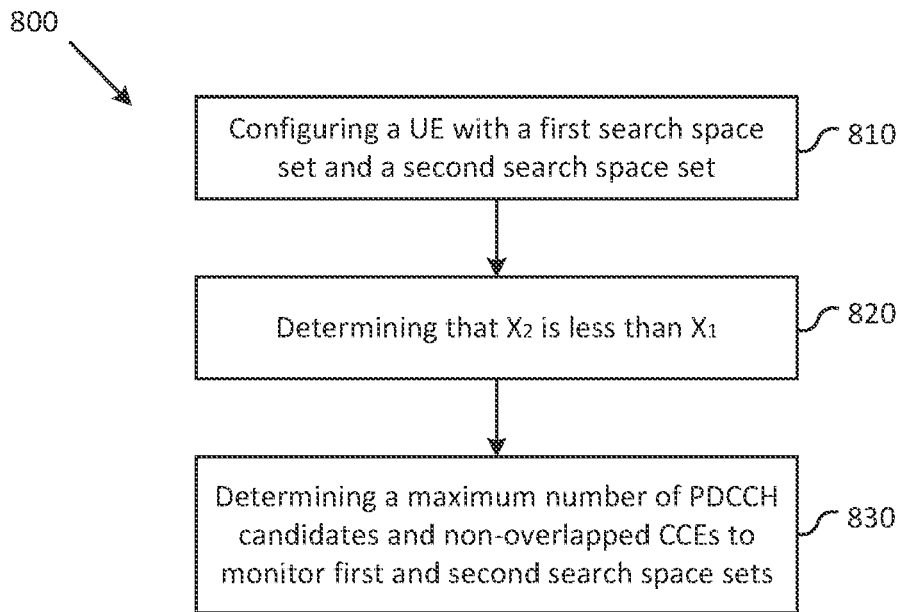 800
Configuring a UE with a first search space
set and a second search space set
810
Determining that X₂ is less than X₁
820
Determining a maximum number of PDCCH
candidates and non-overlapped CCEs to
monitor first and second search space sets
830